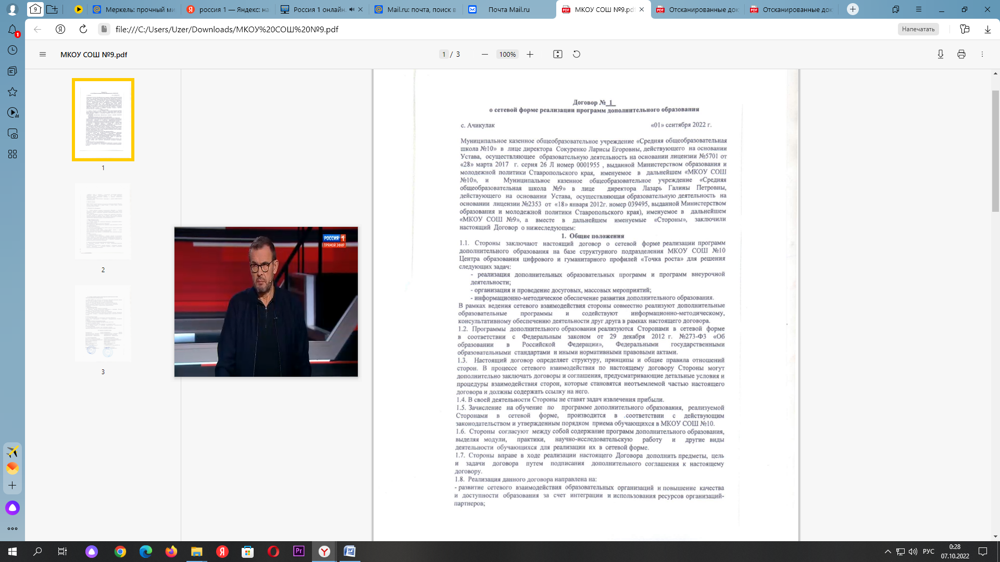 Меркель: прочный ми
россия 1 — Яндекс: на
Россия 1 онлайн.
Mail.ru: почта, поиск в
Почта Mail.ru
МКОУ СОШ №9.pdf
Отсканированные док
Отсканированные док
file:///C:/Users/Uzer/Downloads/МКОУ%20СОШ%20№9.pdf
Напечатать
МКОУ СОШ №9.pdf
1 / 3
100%
1
2
3
РОССИЯ 1
ПРЯМОЙ ЭФИР
Договор № 1
о сетевой форме реализации программ дополнительного образования
с. Ачикулак «01» сентября 2022 г.
Муниципальное казенное общеобразовательное учреждение «Средняя общеобразовательная
школа №10» в лице директора Сокуренко Ларисы Егоровны, действующего на основании
Устава, осуществляющее образовательную деятельность на основании лицензии №5701 от
«28» марта 2017 г. серия 26 Л номер 0001955 , выданной Министерством образования и
молодежной политики Ставропольского края, именуемое в дальнейшем «МКОУ СОШ
№10», и Муниципальное казенное общеобразовательное учреждение «Средняя
общеобразовательная школа №9» в лице директора Лазарь Галины Петровны,
действующего на основании Устава, осуществляющая образовательную деятельность на
основании лицензии №2353 от «18» января 2012г. номер 039495, выданной Министерством
образования и молодежной политики Ставропольского края), именуемое в дальнейшем
«МКОУ СОШ №9», а вместе в дальнейшем именуемые «Стороны», заключили
настоящий Договор о нижеследующем:
1. Общие положения
1.1. Стороны заключают настоящий договор о сетевой форме реализации программ
дополнительного образования на базе структурного подразделения МКОУ СОШ №10
Центра образования цифрового и гуманитарного профилей «Точка роста» для решения
следующих задач:
- реализация дополнительных образовательных программ и программ внеурочной
деятельности;
- организация и проведение досуговых, массовых мероприятий;
- информационно-методическое обеспечение развития дополнительного образования.
В рамках ведения сетевого взаимодействия стороны совместно реализуют дополнительные
образовательные программы и содействуют информационно-методическому,
консультативному обеспечению деятельности друг друга в рамках настоящего договора.
1.2. Программы дополнительного образования реализуются Сторонами в сетевой форме
в соответствии с Федеральным законом от 29 декабря 2012 г. №273-ФЗ «Об
образовании в Российской Федерации», Федеральными государственными
образовательными стандартами и иными нормативными правовыми актами.
1.3. Настоящий договор определяет структуру, принципы и общие правила отношений
сторон. В процессе сетевого взаимодействия по настоящему договору Стороны могут
дополнительно заключать договоры и соглашения, предусматривающие детальные условия и
процедуры взаимодействия сторон, которые становятся неотъемлемой частью настоящего
договора и должны содержать ссылку на него.
1.4. В своей деятельности Стороны не ставят задач извлечения прибыли.
1.5. Зачисление на обучение по программе дополнительного образования, реализуемой
Сторонами в сетевой форме, производится в .соответствии с действующим
законодательством и утвержденным порядком приема обучающихся в МКОУ СОШ №10.
1.6. Стороны согласуют между собой содержание программ дополнительного образования,
выделяя модули, практики, научно-исследовательскую работу и другие виды
деятельности обучающихся для реализации их в сетевой форме.
1.7. Стороны вправе в ходе реализации настоящего Договора дополнить предметы, цель
и задачи договора путем подписания дополнительного соглашения к настоящему
договору.
1.8. Реализация данного договора направлена на:
- развитие сетевого взаимодействия образовательных организаций и повышение качества
и доступности образования за счет интеграции и использования ресурсов организаций-
партнеров;
РУС
0:28
07.10.2022